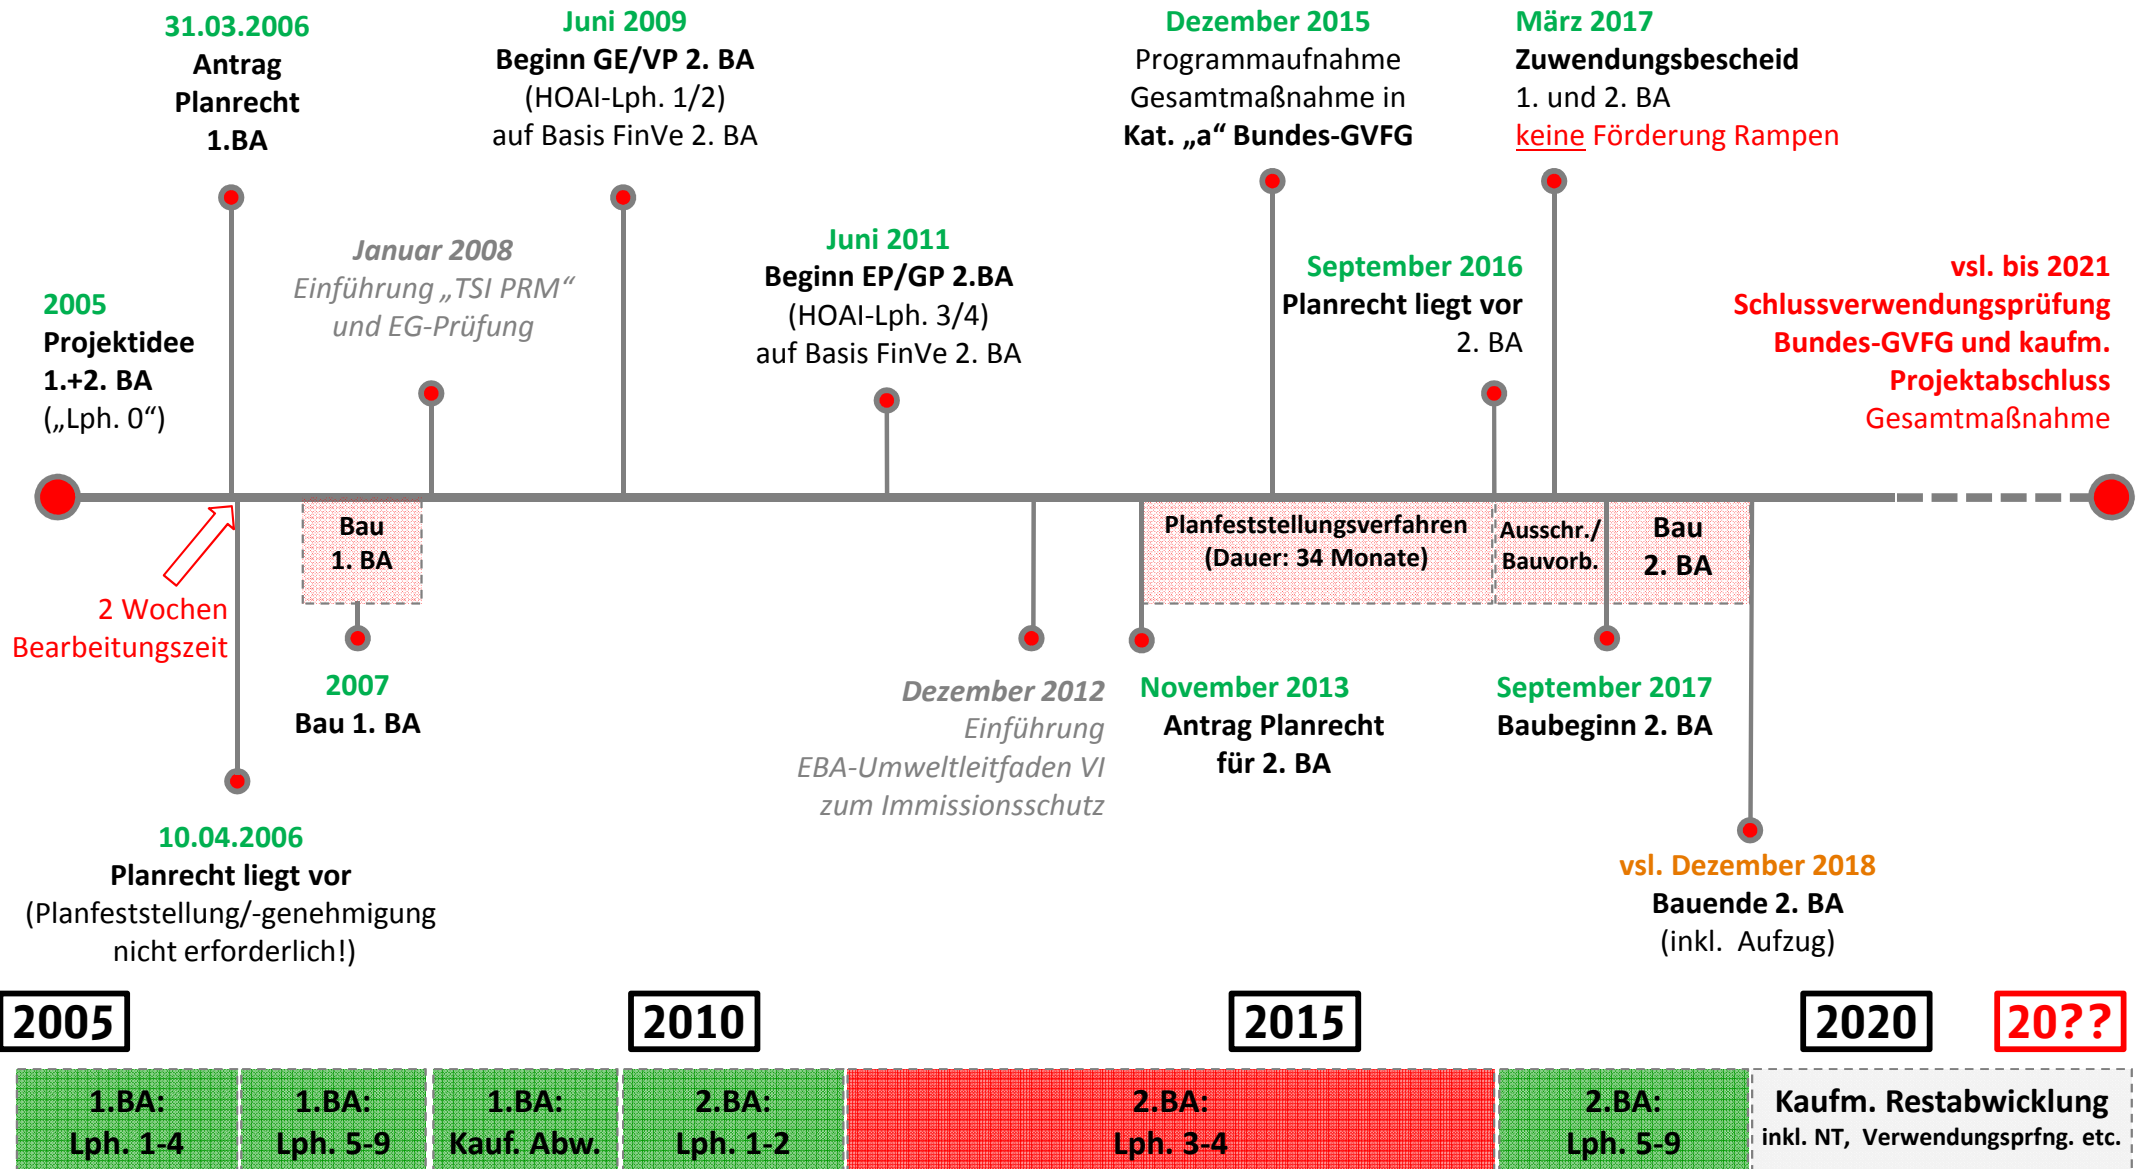 31.03.2006
Antrag
Planrecht
1.BA
Juni 2009
Beginn GE/VP 2. BA
(HOAI-Lph. 1/2)
auf Basis FinVe 2. BA
Dezember 2015
Programmaufnahme
Gesamtmaßnahme in
Kat. „a“ Bundes-GVFG
März 2017
Zuwendungsbescheid
1. und 2. BA
keine Förderung Rampen
2005
Projektidee
1.+2. BA
(„Lph. 0“)
Januar 2008
Einführung „TSI PRM“
und EG-Prüfung
Juni 2011
Beginn EP/GP 2.BA
(HOAI-Lph. 3/4)
auf Basis FinVe 2. BA
September 2016
Planrecht liegt vor
2. BA
vsl. bis 2021
Schlussverwendungsprüfung
Bundes-GVFG und kaufm.
Projektabschluss
Gesamtmaßnahme
Bau
1. BA
Planfeststellungsverfahren
(Dauer: 34 Monate)
Ausschr./
Bauvorb.
Bau
2. BA
2 Wochen
Bearbeitungszeit
2007
Bau 1. BA
Dezember 2012
Einführung
EBA-Umweltleitfaden VI
zum Immissionsschutz
November 2013
Antrag Planrecht
für 2. BA
September 2017
Baubeginn 2. BA
10.04.2006
Planrecht liegt vor
(Planfeststellung/-genehmigung
nicht erforderlich!)
vsl. Dezember 2018
Bauende 2. BA
(inkl. Aufzug)
2005
2010
2015
2020
20??
1.BA:
Lph. 1-4
1.BA:
Lph. 5-9
1.BA:
Kauf. Abw.
2.BA:
Lph. 1-2
2.BA:
Lph. 3-4
2.BA:
Lph. 5-9
Kaufm. Restabwicklung
inkl. NT, Verwendungsprfng. etc.